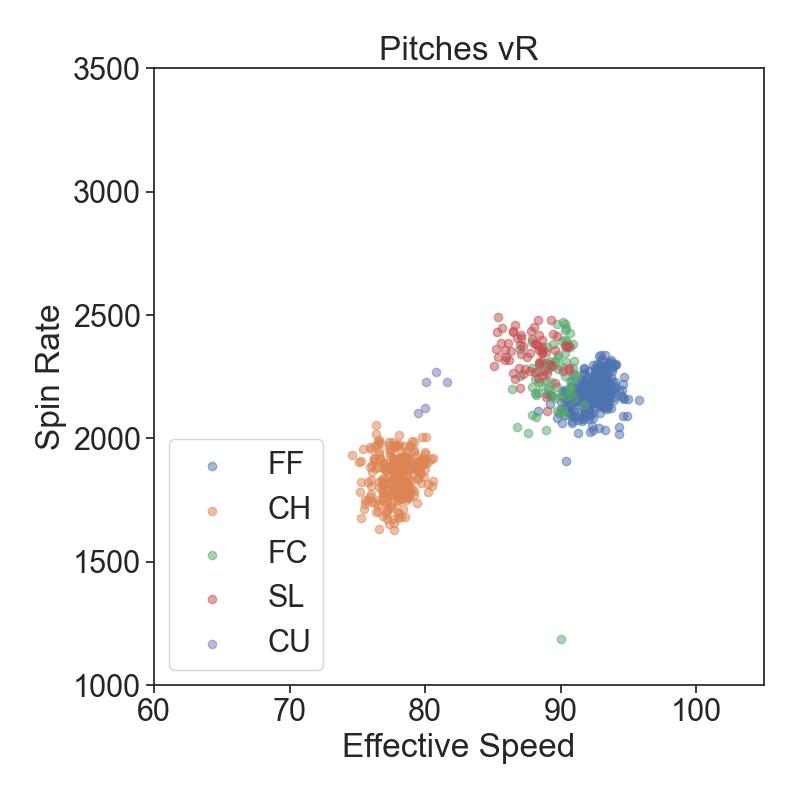 Pitches vR
3500
3000
2500
2000
1500
1000
Spin Rate
FF
CH
FC
SL
CU
60 70 80 90 100
Effective Speed